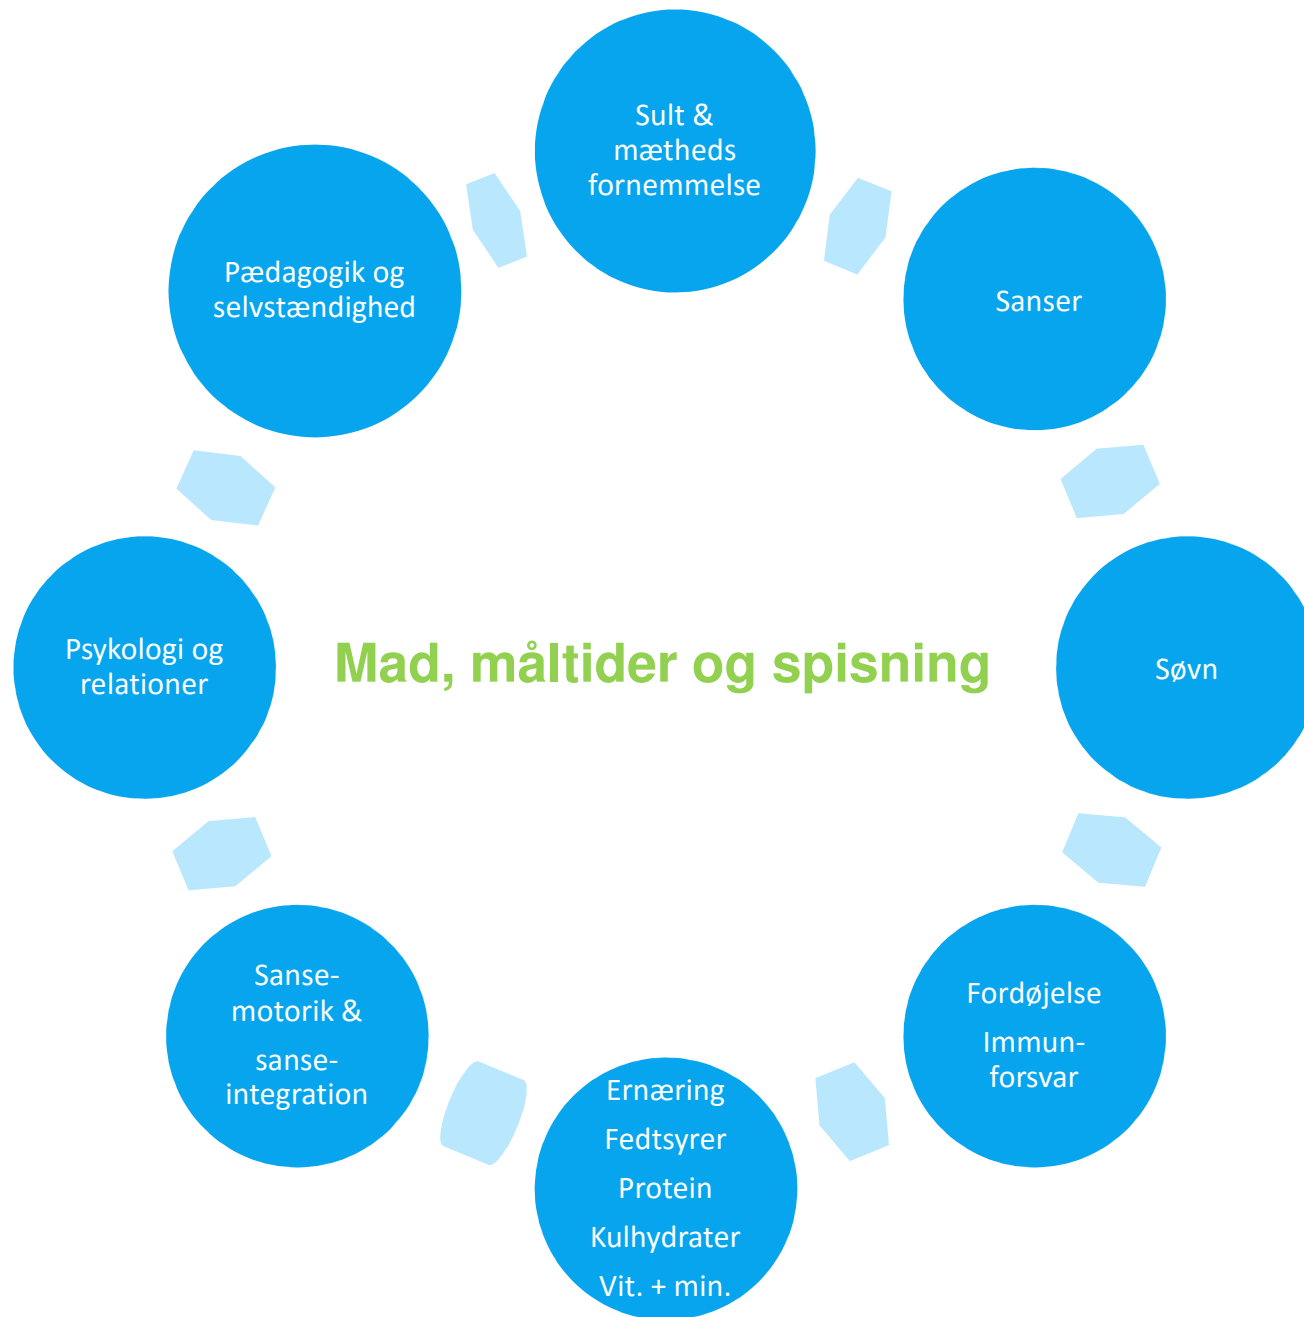 Sult &
mætheds
fornemmelse
Sanser
Søvn
Fordøjelse
Immun-
forsvar
Ernæring
Fedtsyrer
Protein
Kulhydrater
Vit. + min.
Sanse-
motorik &
sanse-
integration
Psykologi og
relationer
Pædagogik og
selvstændighed
Mad, måltider og spisning